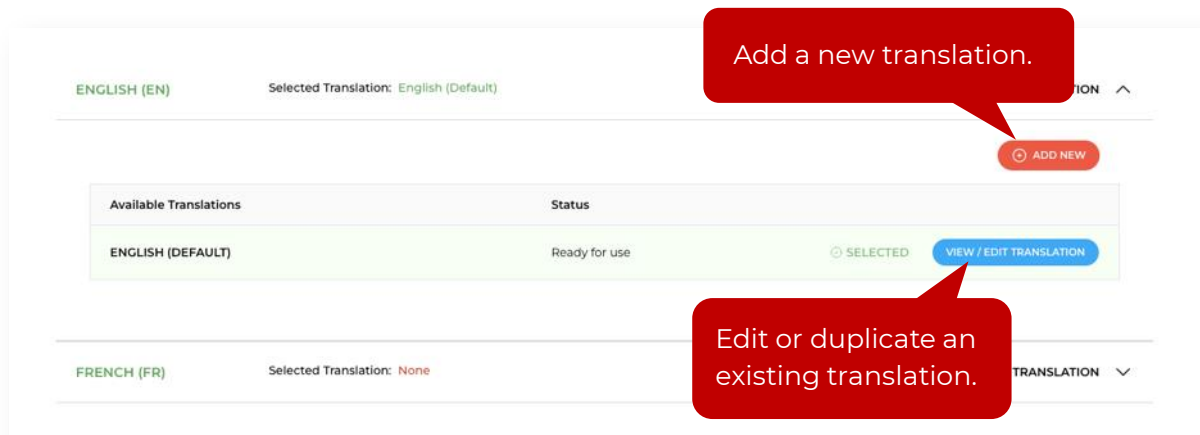 Add a new translation.
ENGLISH (EN) Selected Translation: English (Default)
ADD NEW
Available Translations Status
ENGLISH (DEFAULT) Ready for use SELECTED VIEW / EDIT TRANSLATION
Edit or duplicate an
existing translation.
FRENCH (FR) Selected Translation: None TRANSLATION